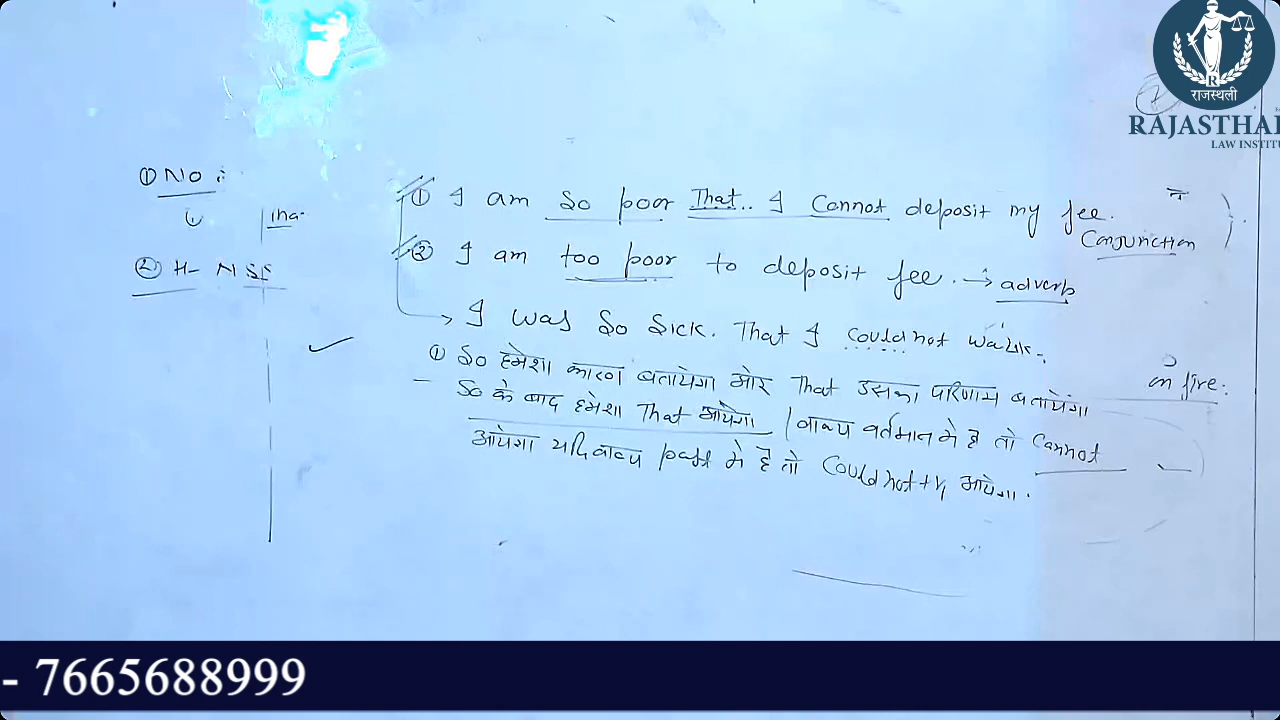 राजस्थली
RAJASTHAL
LAW INSTITU
① No :
② H-
① I am so poor That.. I Cannot deposit my fee.
Conjunction
② I am too poor to deposit fee. → adverb
→ I was so sick. That I could not walk.
① So हमेशा कारण बतायेगा और That उसका परिणाम बतायेगा
in fire:
— So के बाद हमेशा That आयेगा / वाक्य वर्तमान मे है तो Cannot
आयेगा यदि वाक्य past मे है तो Could not + V₁ आयेगा.
- 7665688999